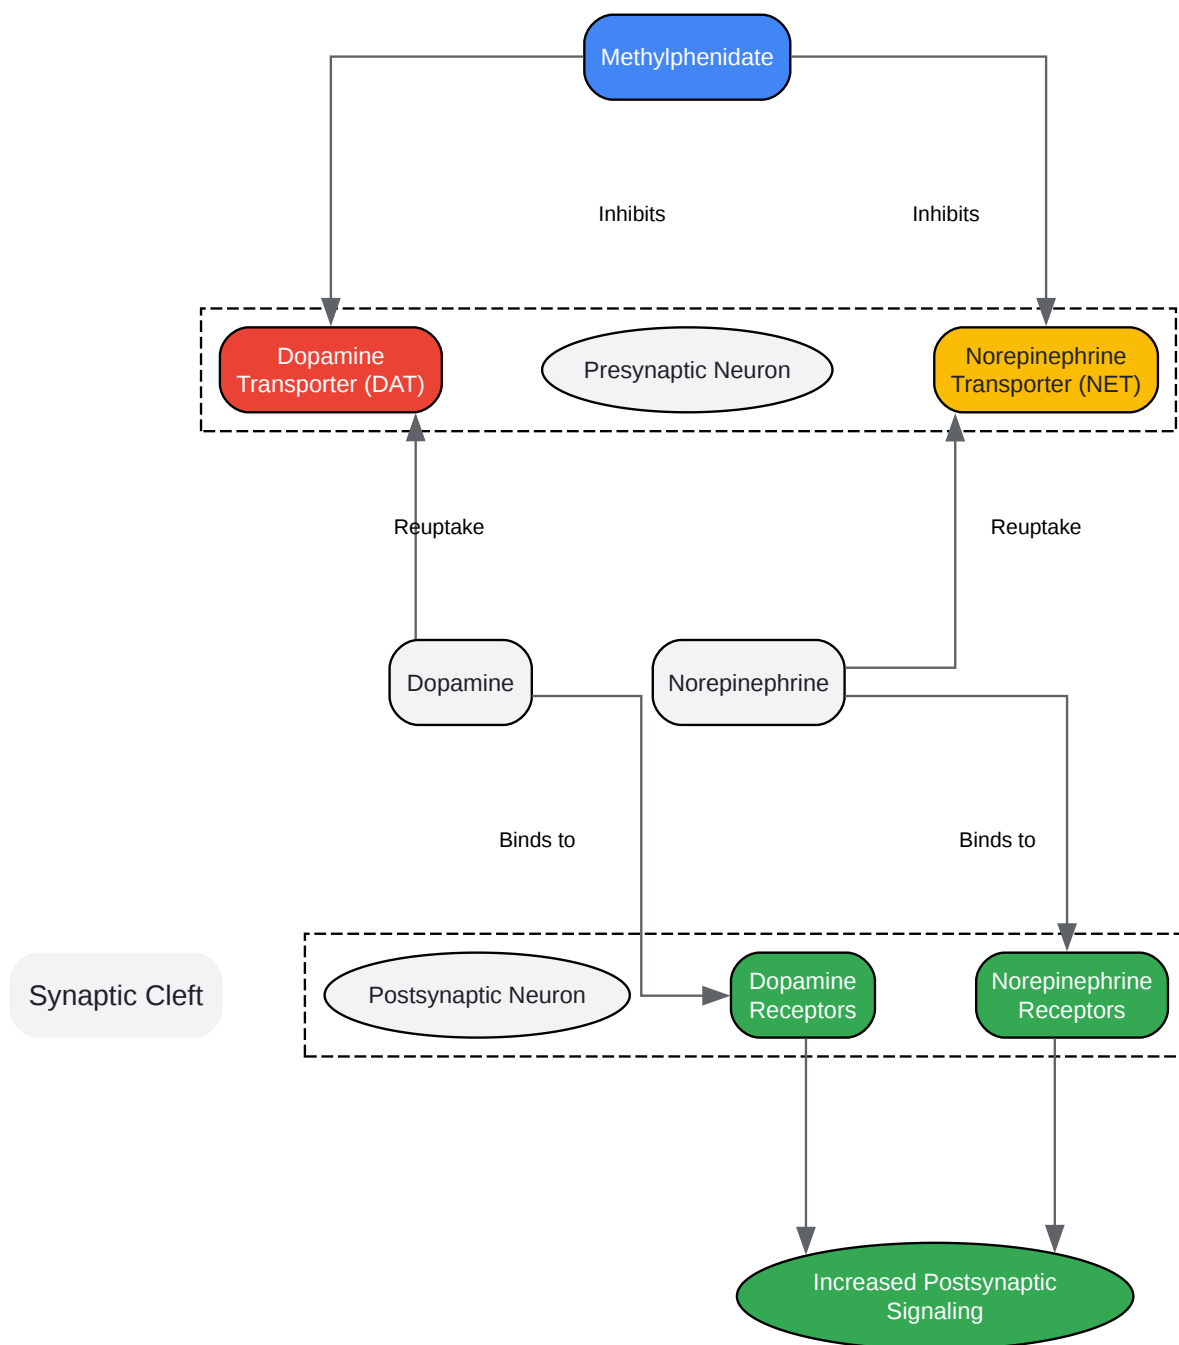 Methylphenidate
Inhibits
Inhibits
Dopamine
Transporter (DAT)
Presynaptic Neuron
Norepinephrine
Transporter (NET)
Reuptake
Reuptake
Dopamine
Norepinephrine
Binds to
Binds to
Synaptic Cleft
Postsynaptic Neuron
Dopamine
Receptors
Norepinephrine
Receptors
Increased Postsynaptic
Signaling